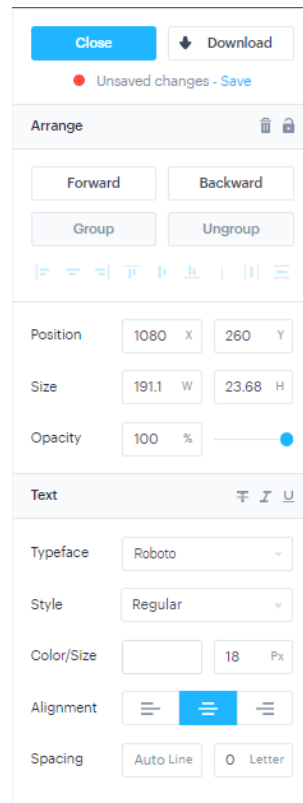 Close Download
Unsaved changes - Save
Arrange
Forward Backward
Group Ungroup
Position 1080 X 260 Y
Size 191.1 W 23.68 H
Opacity 100 %
Text T I U
Typeface Roboto
Style Regular
Color/Size 18 Px
Alignment
Spacing Auto Line 0 Letter